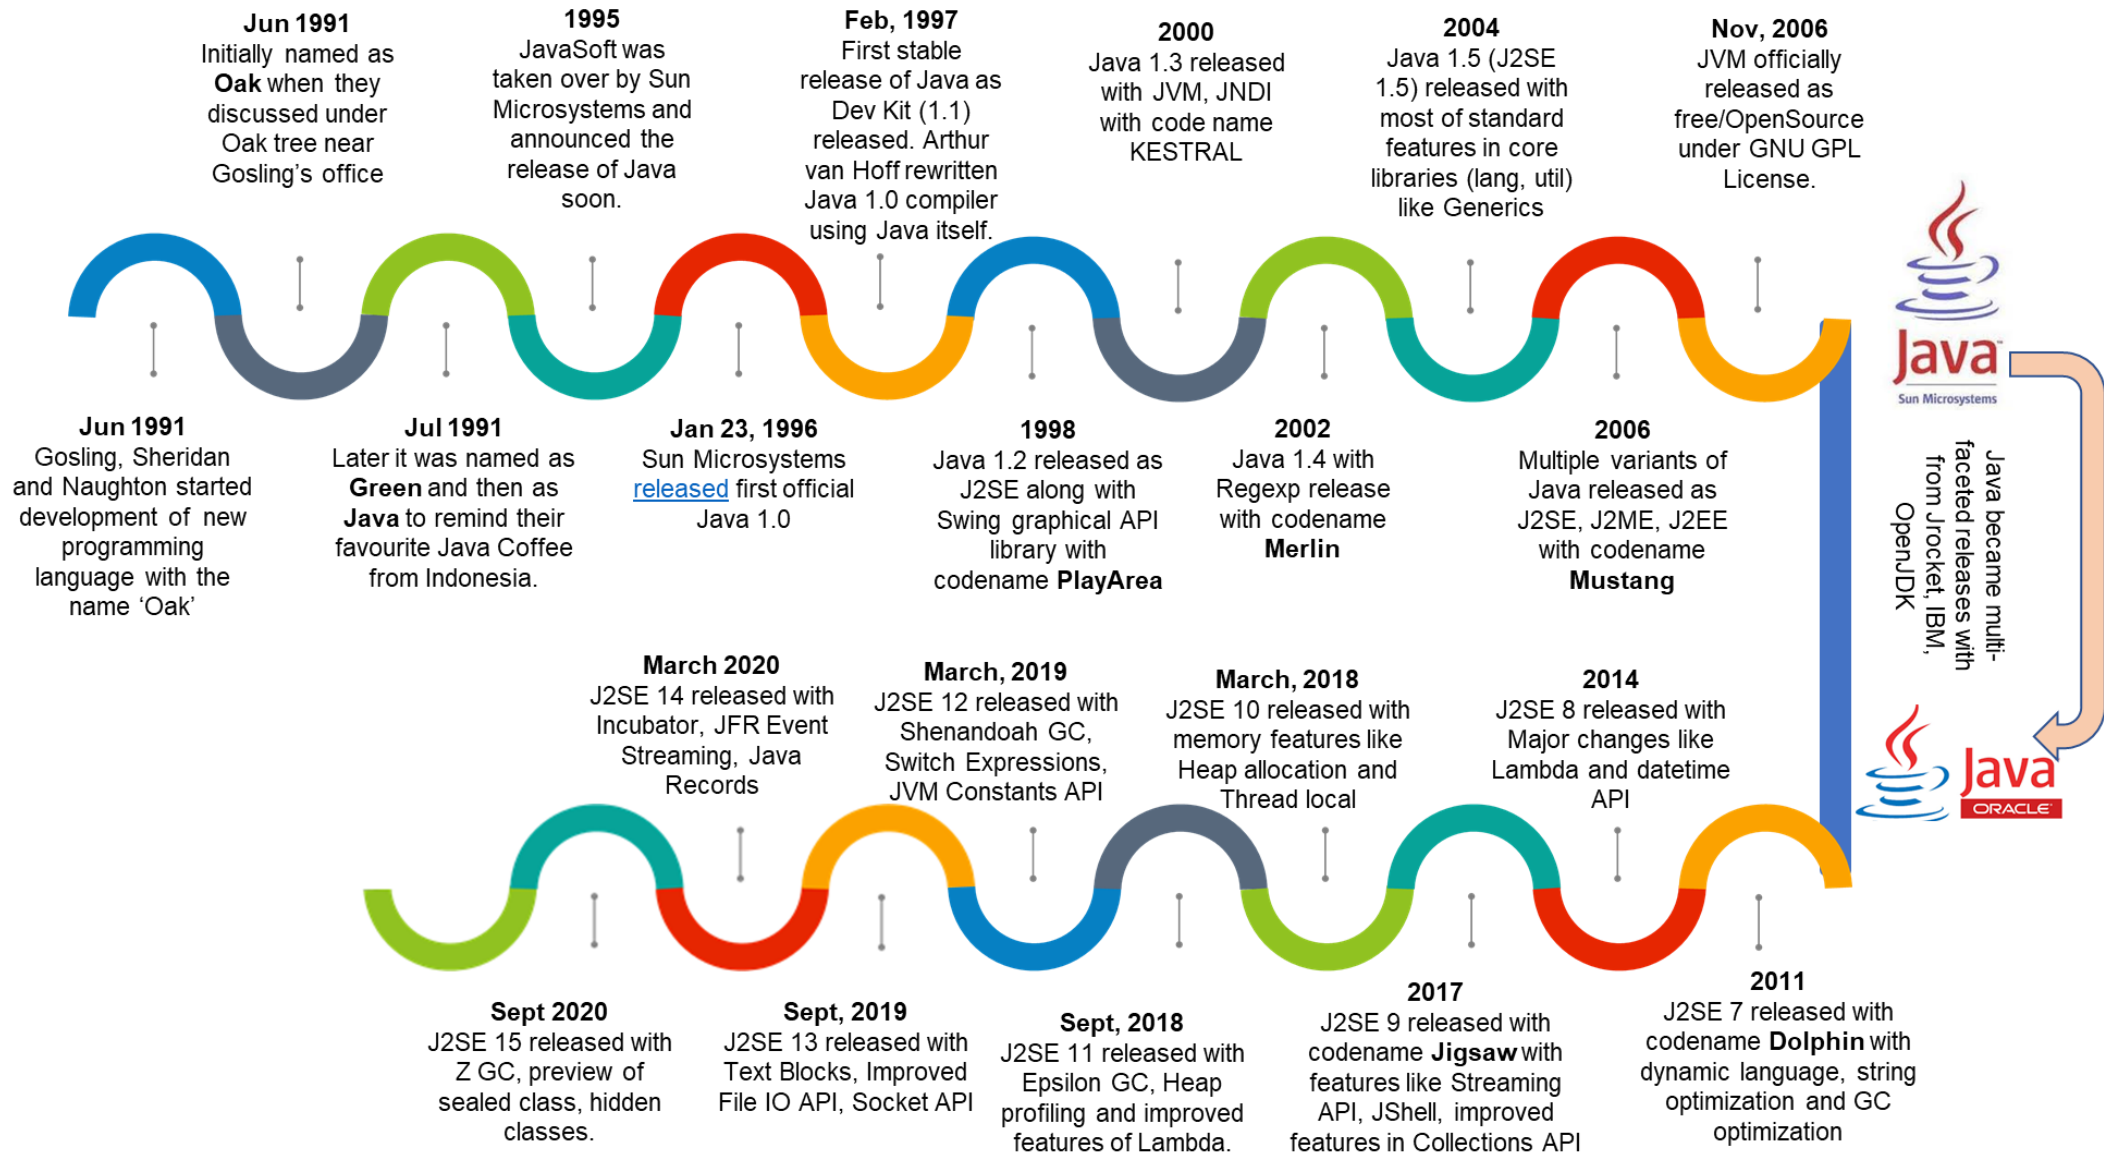 Jun 1991
Initially named as
Oak when they
discussed under
Oak tree near
Gosling's office
1995
JavaSoft was
taken over by Sun
Microsystems and
announced the
release of Java
soon.
Feb, 1997
First stable
release of Java as
Dev Kit (1.1)
released. Arthur
van Hoff rewritten
Java 1.0 compiler
using Java itself.
2000
Java 1.3 released
with JVM, JNDI
with code name
KESTRAL
2004
Java 1.5 (J2SE
1.5) released with
most of standard
features in core
libraries (lang, util)
like Generics
Nov, 2006
JVM officially
released as
free/OpenSource
under GNU GPL
License.
Jun 1991
Gosling, Sheridan
and Naughton started
development of new
programming
language with the
name ‘Oak’
Jul 1991
Later it was named as
Green and then as
Java to remind their
favourite Java Coffee
from Indonesia.
Jan 23, 1996
Sun Microsystems
released first official
Java 1.0
1998
Java 1.2 released as
J2SE along with
Swing graphical API
library with
codename PlayArea
2002
Java 1.4 with
Regexp release
with codename
Merlin
2006
Multiple variants of
Java released as
J2SE, J2ME, J2EE
with codename
Mustang
Java™
Sun Microsystems
Java became multi-
faceted releases with
from Jrocket, IBM,
OpenJDK
Java
ORACLE
March 2020
J2SE 14 released with
Incubator, JFR Event
Streaming, Java
Records
March, 2019
J2SE 12 released with
Shenandoah GC,
Switch Expressions,
JVM Constants API
March, 2018
J2SE 10 released with
memory features like
Heap allocation and
Thread local
2014
J2SE 8 released with
Major changes like
Lambda and datetime
API
Sept 2020
J2SE 15 released with
Z GC, preview of
sealed class, hidden
classes.
Sept, 2019
J2SE 13 released with
Text Blocks, Improved
File IO API, Socket API
Sept, 2018
J2SE 11 released with
Epsilon GC, Heap
profiling and improved
features of Lambda.
2017
J2SE 9 released with
codename Jigsaw with
features like Streaming
API, JShell, improved
features in Collections API
2011
J2SE 7 released with
codename Dolphin with
dynamic language, string
optimization and GC
optimization